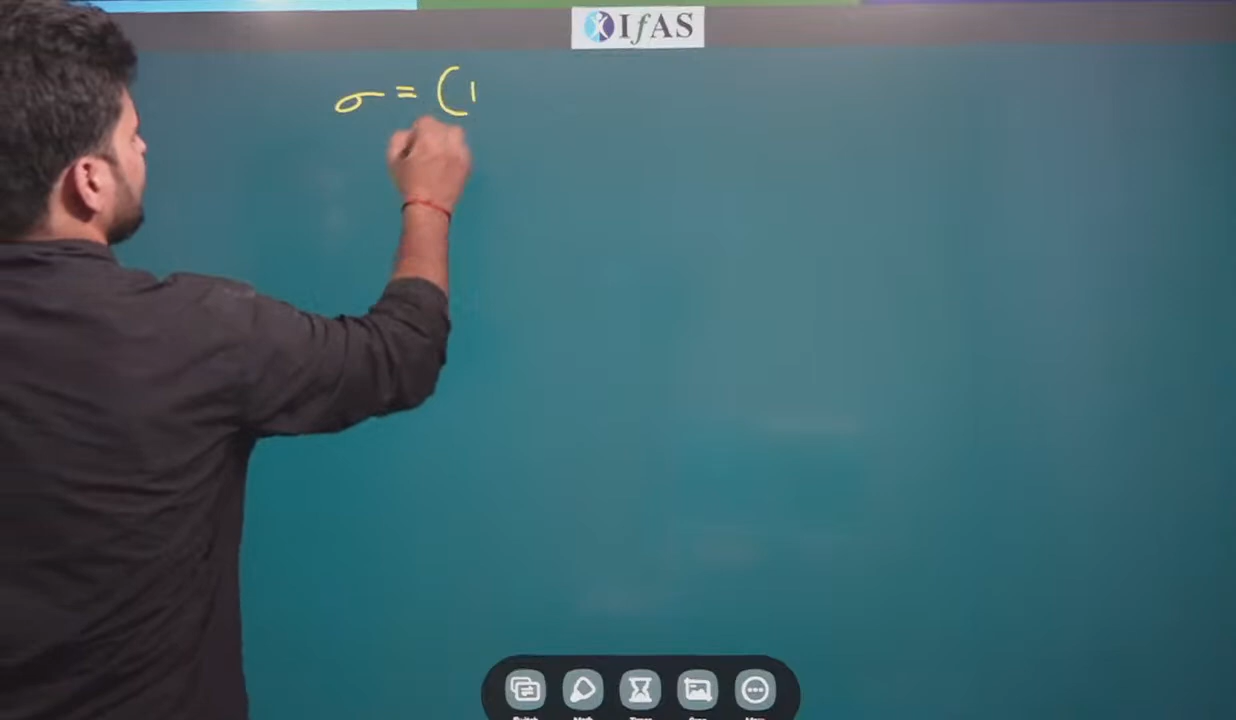 IfAS
σ = (1